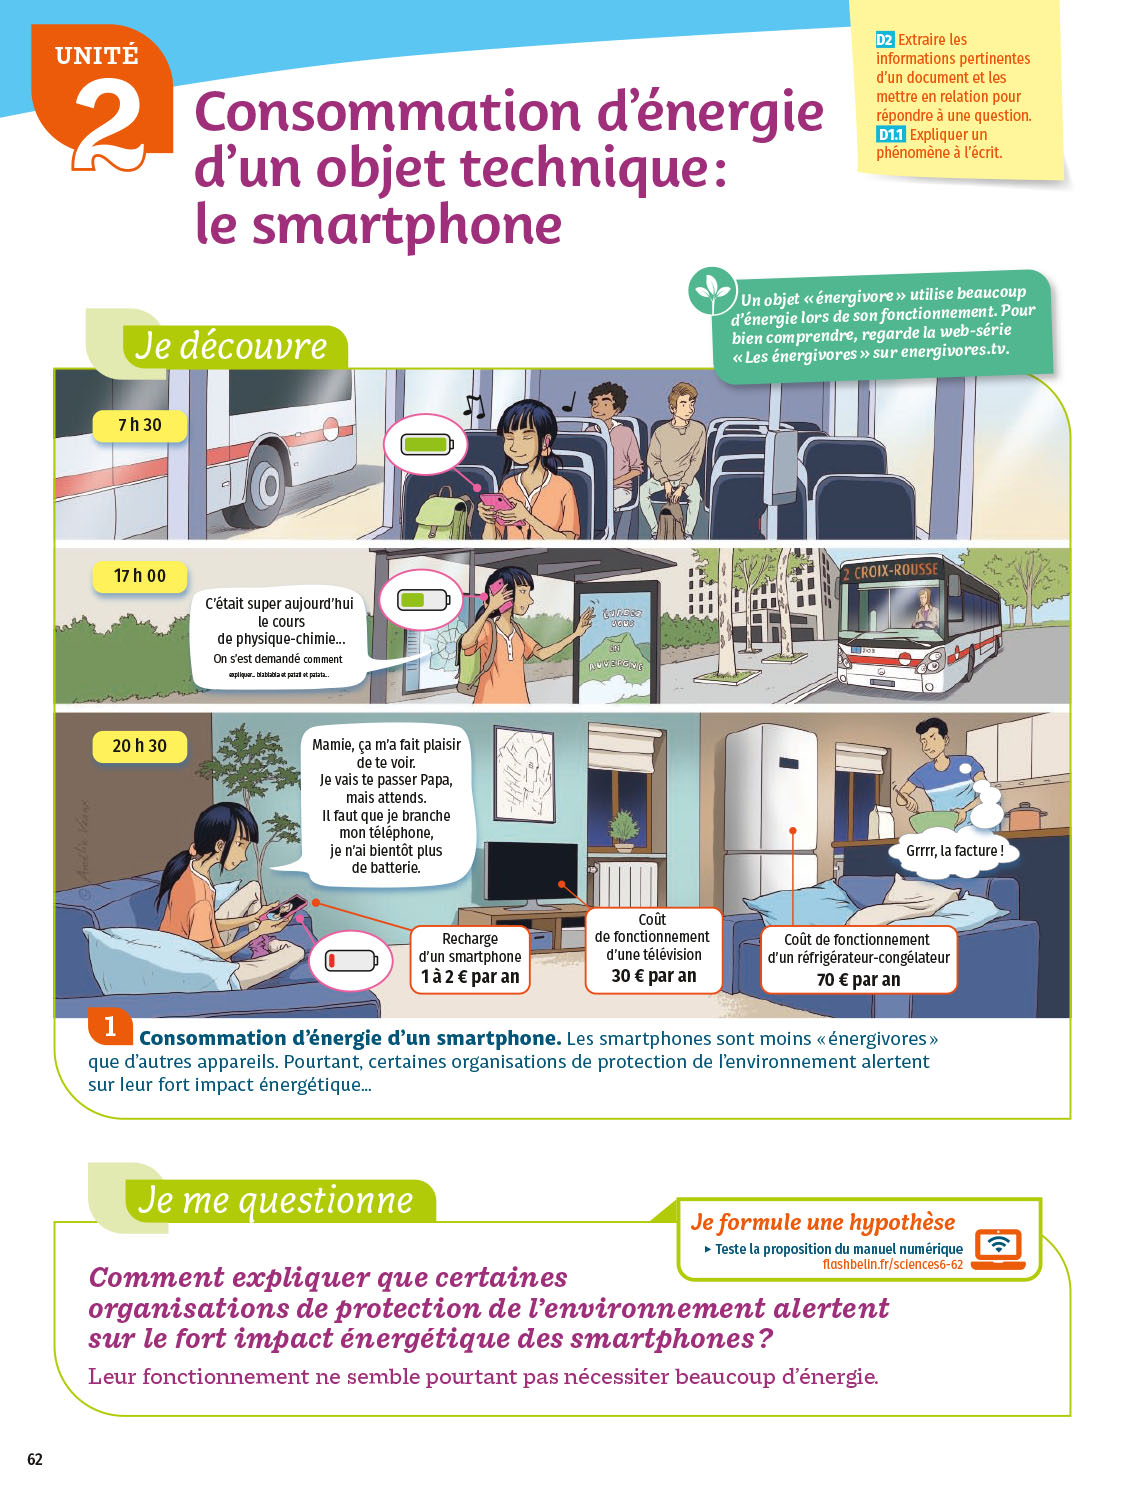 UNITÉ
2
Consommation d'énergie
d'un objet technique :
le smartphone
D2 Extraire les
informations pertinentes
d'un document et les
mettre en relation pour
répondre à une question.
D1.1 Expliquer un
phénomène à l'écrit.
Un objet « énergivore » utilise beaucoup
d'énergie lors de son fonctionnement. Pour
bien comprendre, regarde la web-série
« Les énergivores » sur energivores.tv.
Je découvre
7 h 30
17 h 00
C'était super aujourd'hui
le cours
de physique-chimie...
On s'est demandé comment
expliquer... blablabla et patati et patata...
2 CROIX-ROUSSE
VOUS
EN
AUVERGNE
20 h 30
Mamie, ça m'a fait plaisir
de te voir.
Je vais te passer Papa,
mais attends.
Il faut que je branche
mon téléphone,
je n'ai bientôt plus
de batterie.
Grrrr, la facture !
Recharge
d'un smartphone
1 à 2 € par an
Coût
de fonctionnement
d'une télévision
30 € par an
Coût de fonctionnement
d'un réfrigérateur-congélateur
70 € par an
1 Consommation d'énergie d'un smartphone. Les smartphones sont moins « énergivores »
que d'autres appareils. Pourtant, certaines organisations de protection de l'environnement alertent
sur leur fort impact énergétique...
Je me questionne
Je formule une hypothèse
▸ Teste la proposition du manuel numérique
flashbelin.fr/sciences6-62
Comment expliquer que certaines
organisations de protection de l'environnement alertent
sur le fort impact énergétique des smartphones ?
Leur fonctionnement ne semble pourtant pas nécessiter beaucoup d'énergie.
62